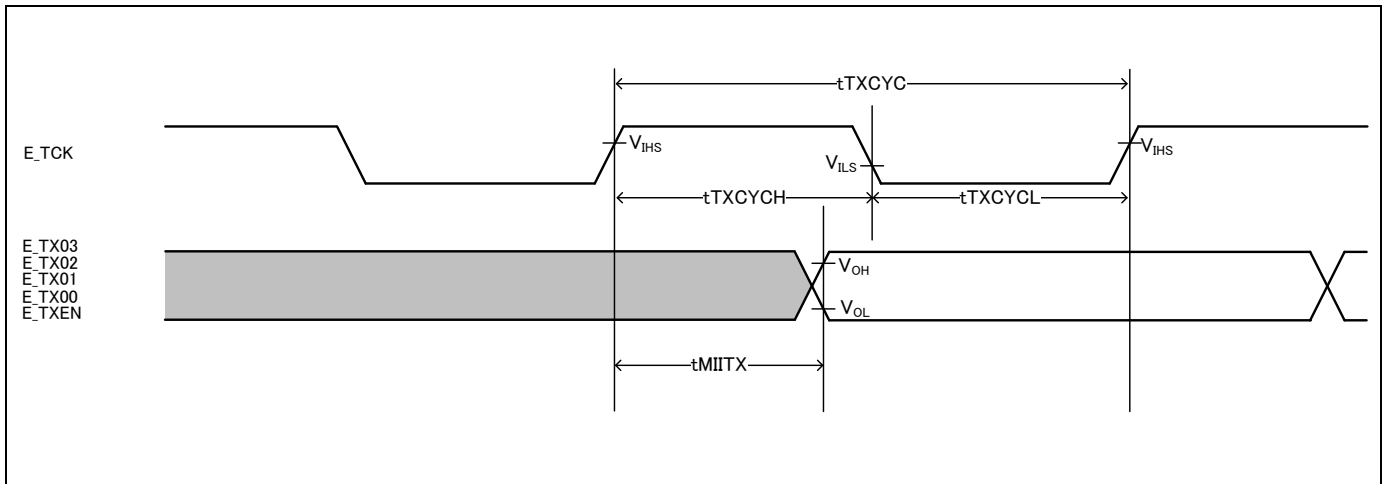 tTXCYC
E_TCK
VIHS
VILS
VIHS
tTXCYCH
tTXCYCL
E_TX03
E_TX02
E_TX01
E_TX00
E_TXEN
VOH
VOL
tMIITX